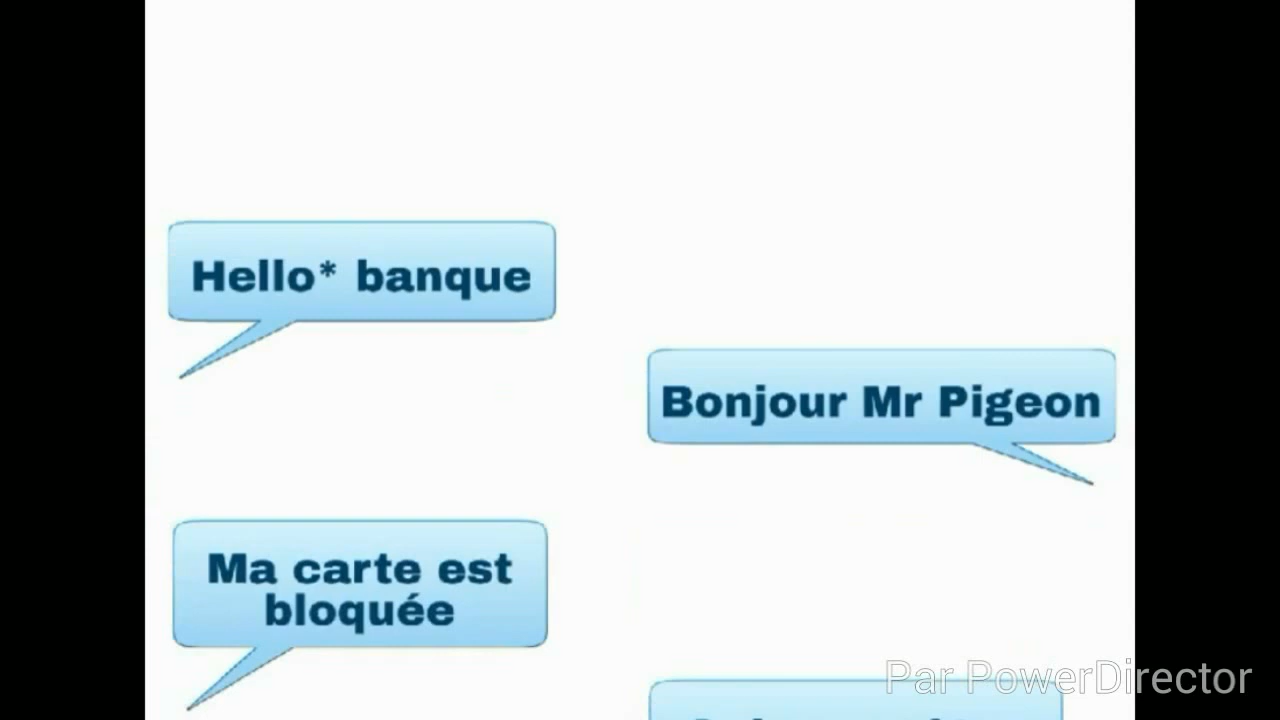 Hello* banque
Bonjour Mr Pigeon
Ma carte est
bloquée
Par PowerDirector